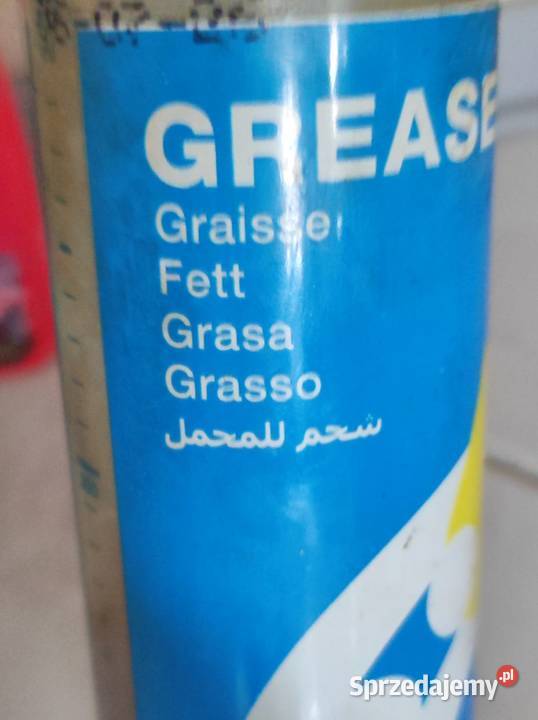 GREASE
Graisse
Fett
Grasa
Grasso
شحم للمحمل
Sprzedajemy.pl